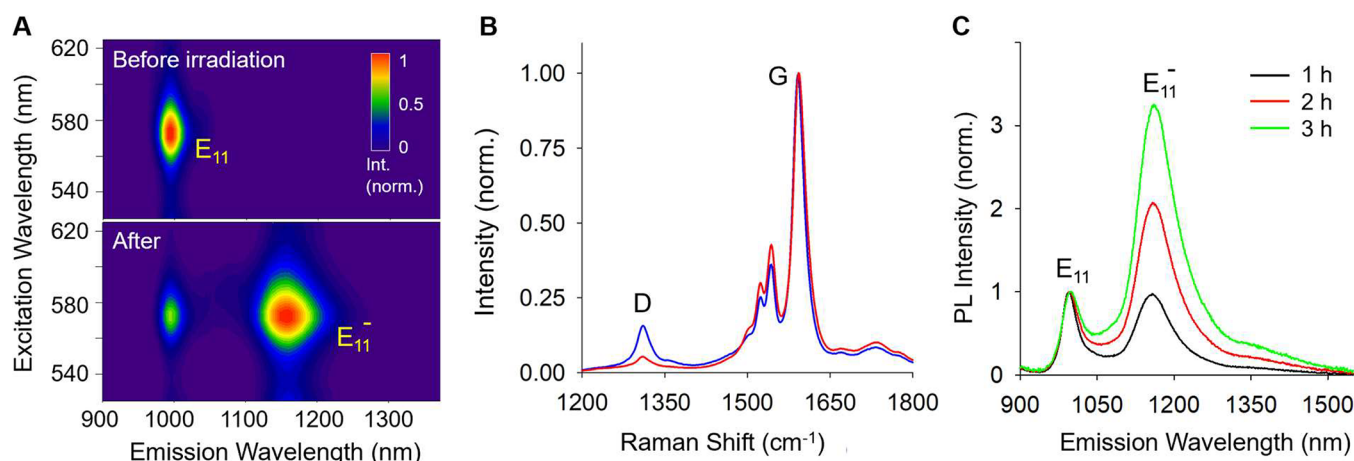 A
Excitation Wavelength (nm)
620
580
540
620
580
540
Before irradiation
E11
1
0.5
0
Int.
(norm.)
After
E11-
900 1000 1100 1200 1300
Emission Wavelength (nm)
B
Intensity (norm.)
1.00
0.75
0.50
0.25
0.00
D
G
1200 1350 1500 1650 1800
Raman Shift (cm-1)
C
PL Intensity (norm.)
3
2
1
0
E11
E11-
1 h
2 h
3 h
900 1050 1200 1350 1500
Emission Wavelength (nm)